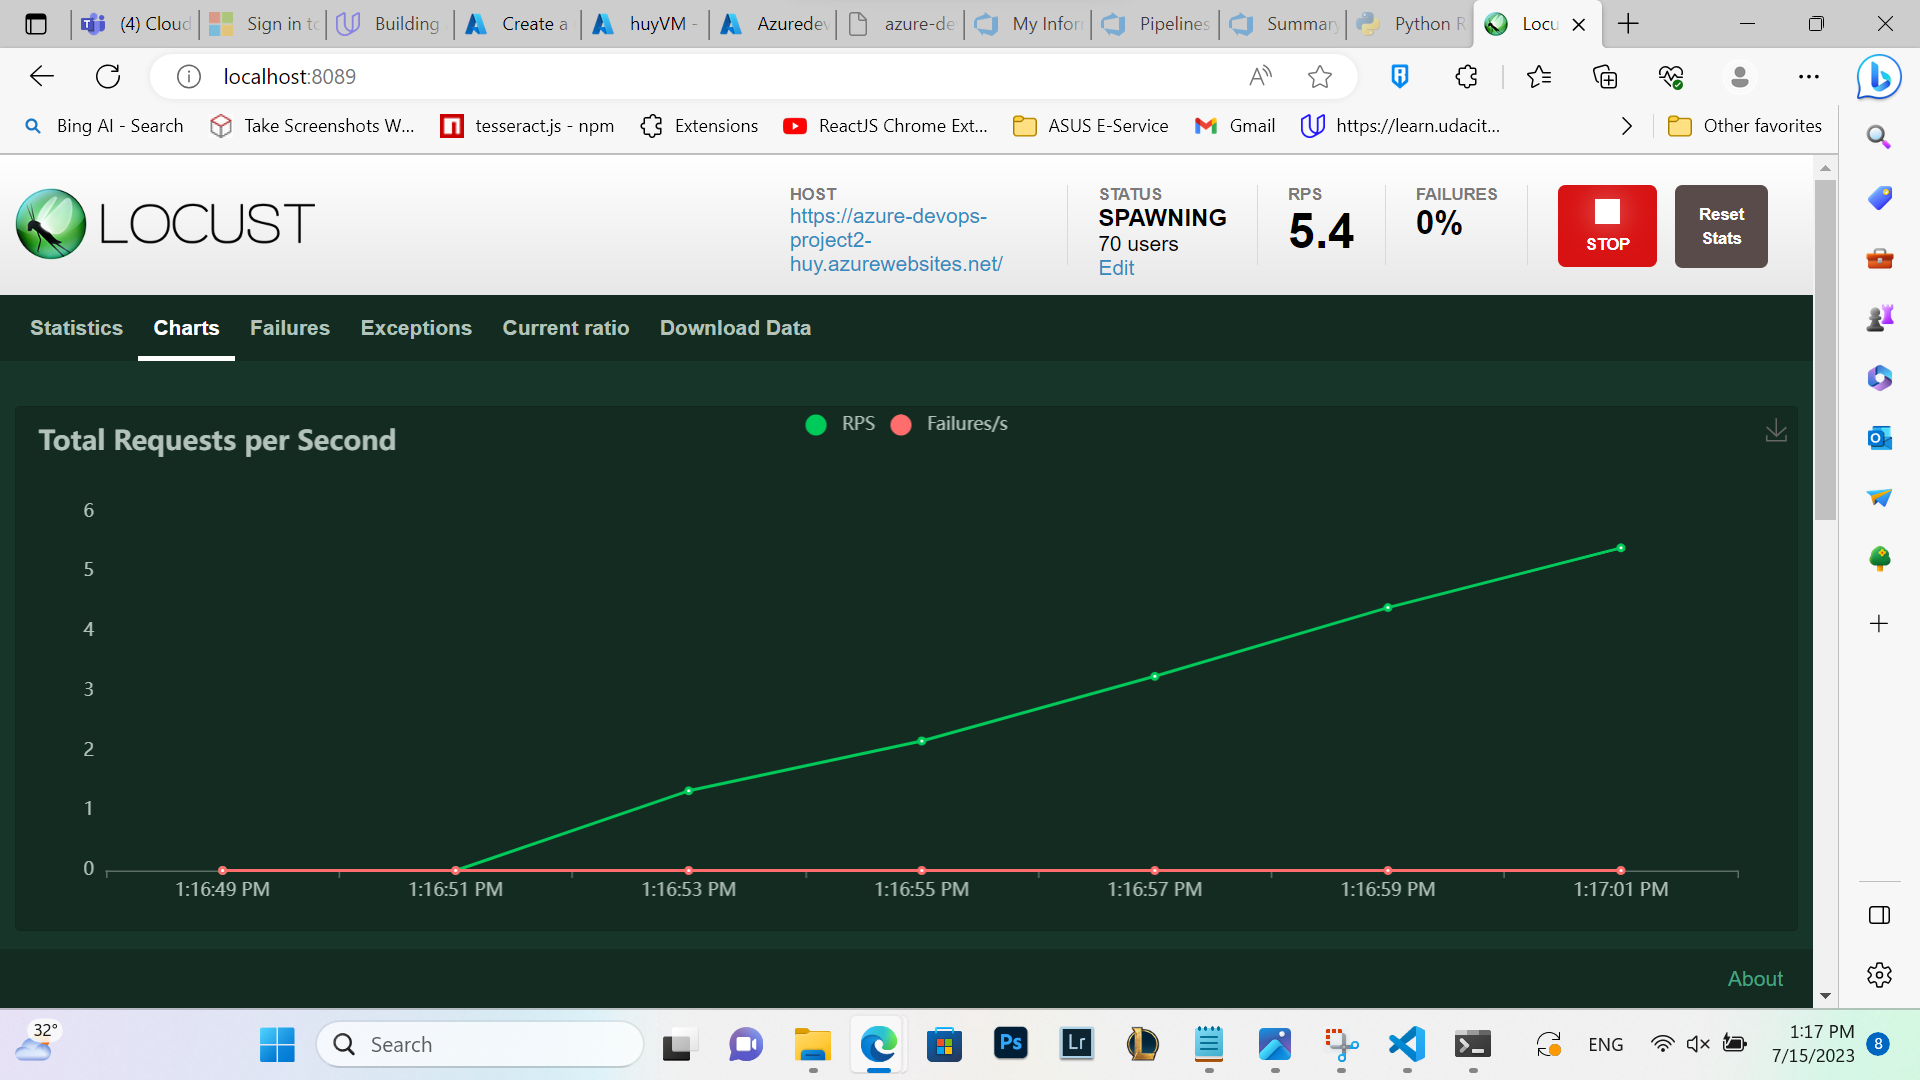 (4) Cloud
Sign in to
Building
Create a
huyVM -
Azuredev
azure-de
My Infor
Pipelines
Summary
Python R
Locu
localhost:8089
Bing AI - Search
Take Screenshots W...
tesseract.js - npm
Extensions
ReactJS Chrome Ext...
ASUS E-Service
Gmail
https://learn.udacit...
Other favorites
LOCUST
HOST
https://azure-devops-
project2-
huy.azurewebsites.net/
STATUS
SPAWNING
70 users
Edit
RPS
5.4
FAILURES
0%
STOP
Reset
Stats
Statistics
Charts
Failures
Exceptions
Current ratio
Download Data
Total Requests per Second
RPS
Failures/s
6
5
4
3
2
1
0
1:16:49 PM
1:16:51 PM
1:16:53 PM
1:16:55 PM
1:16:57 PM
1:16:59 PM
1:17:01 PM
About
32°
Search
Ps
Lr
ENG
1:17 PM
7/15/2023
8